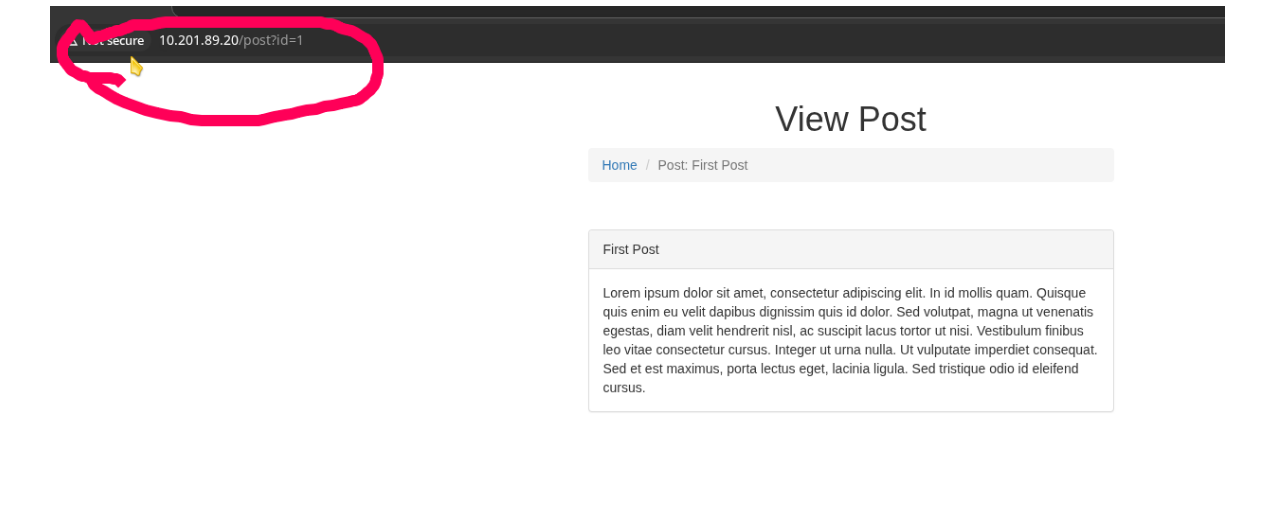 secure 10.201.89.20/post?id=1
View Post
Home / Post: First Post
First Post
Lorem ipsum dolor sit amet, consectetur adipiscing elit. In id mollis quam. Quisque
quis enim eu velit dapibus dignissim quis id dolor. Sed volutpat, magna ut venenatis
egestas, diam velit hendrerit nisl, ac suscipit lacus tortor ut nisi. Vestibulum finibus
leo vitae consectetur cursus. Integer ut urna nulla. Ut vulputate imperdiet consequat.
Sed et est maximus, porta lectus eget, lacinia ligula. Sed tristique odio id eleifend
cursus.